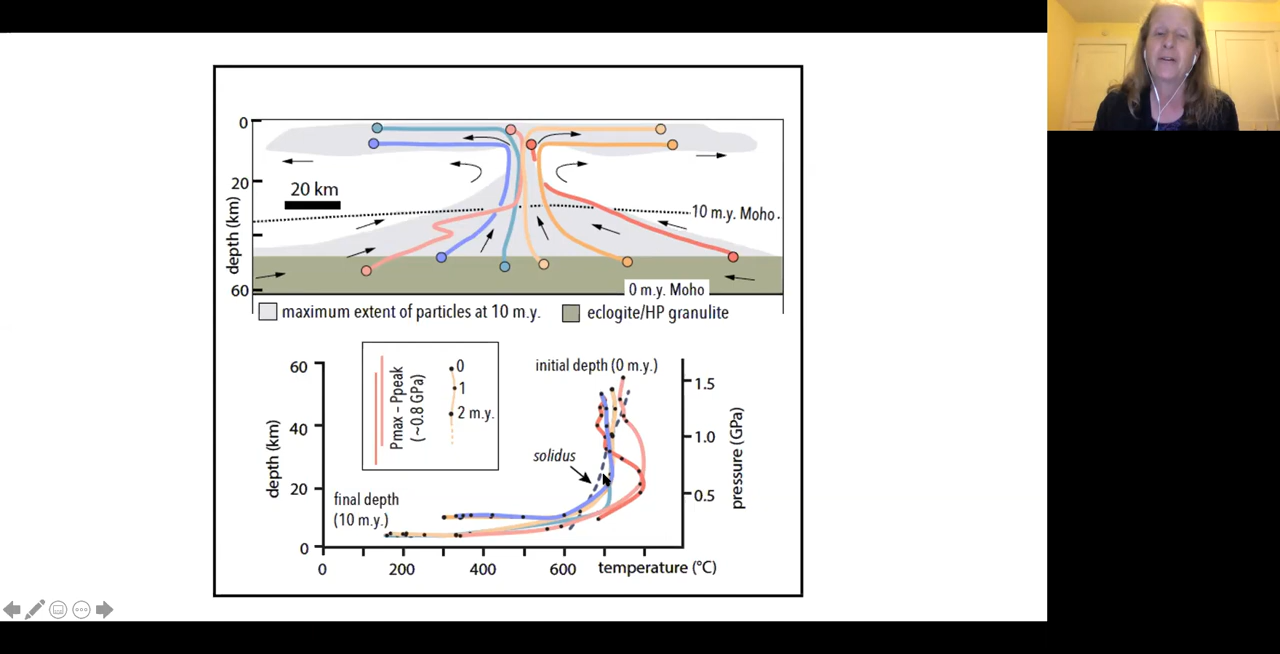 0
20
depth (km)
60
20 km
10 m.y. Moho
0 m.y. Moho
maximum extent of particles at 10 m.y.
eclogite/HP granulite
60
40
20
0
depth (km)
Pmax – Ppeak
(~0.8 GPa)
0
1
2 m.y.
initial depth (0 m.y.)
1.5
1.0
0.5
pressure (GPa)
solidus
final depth
(10 m.y.)
0
200
400
600
temperature (°C)